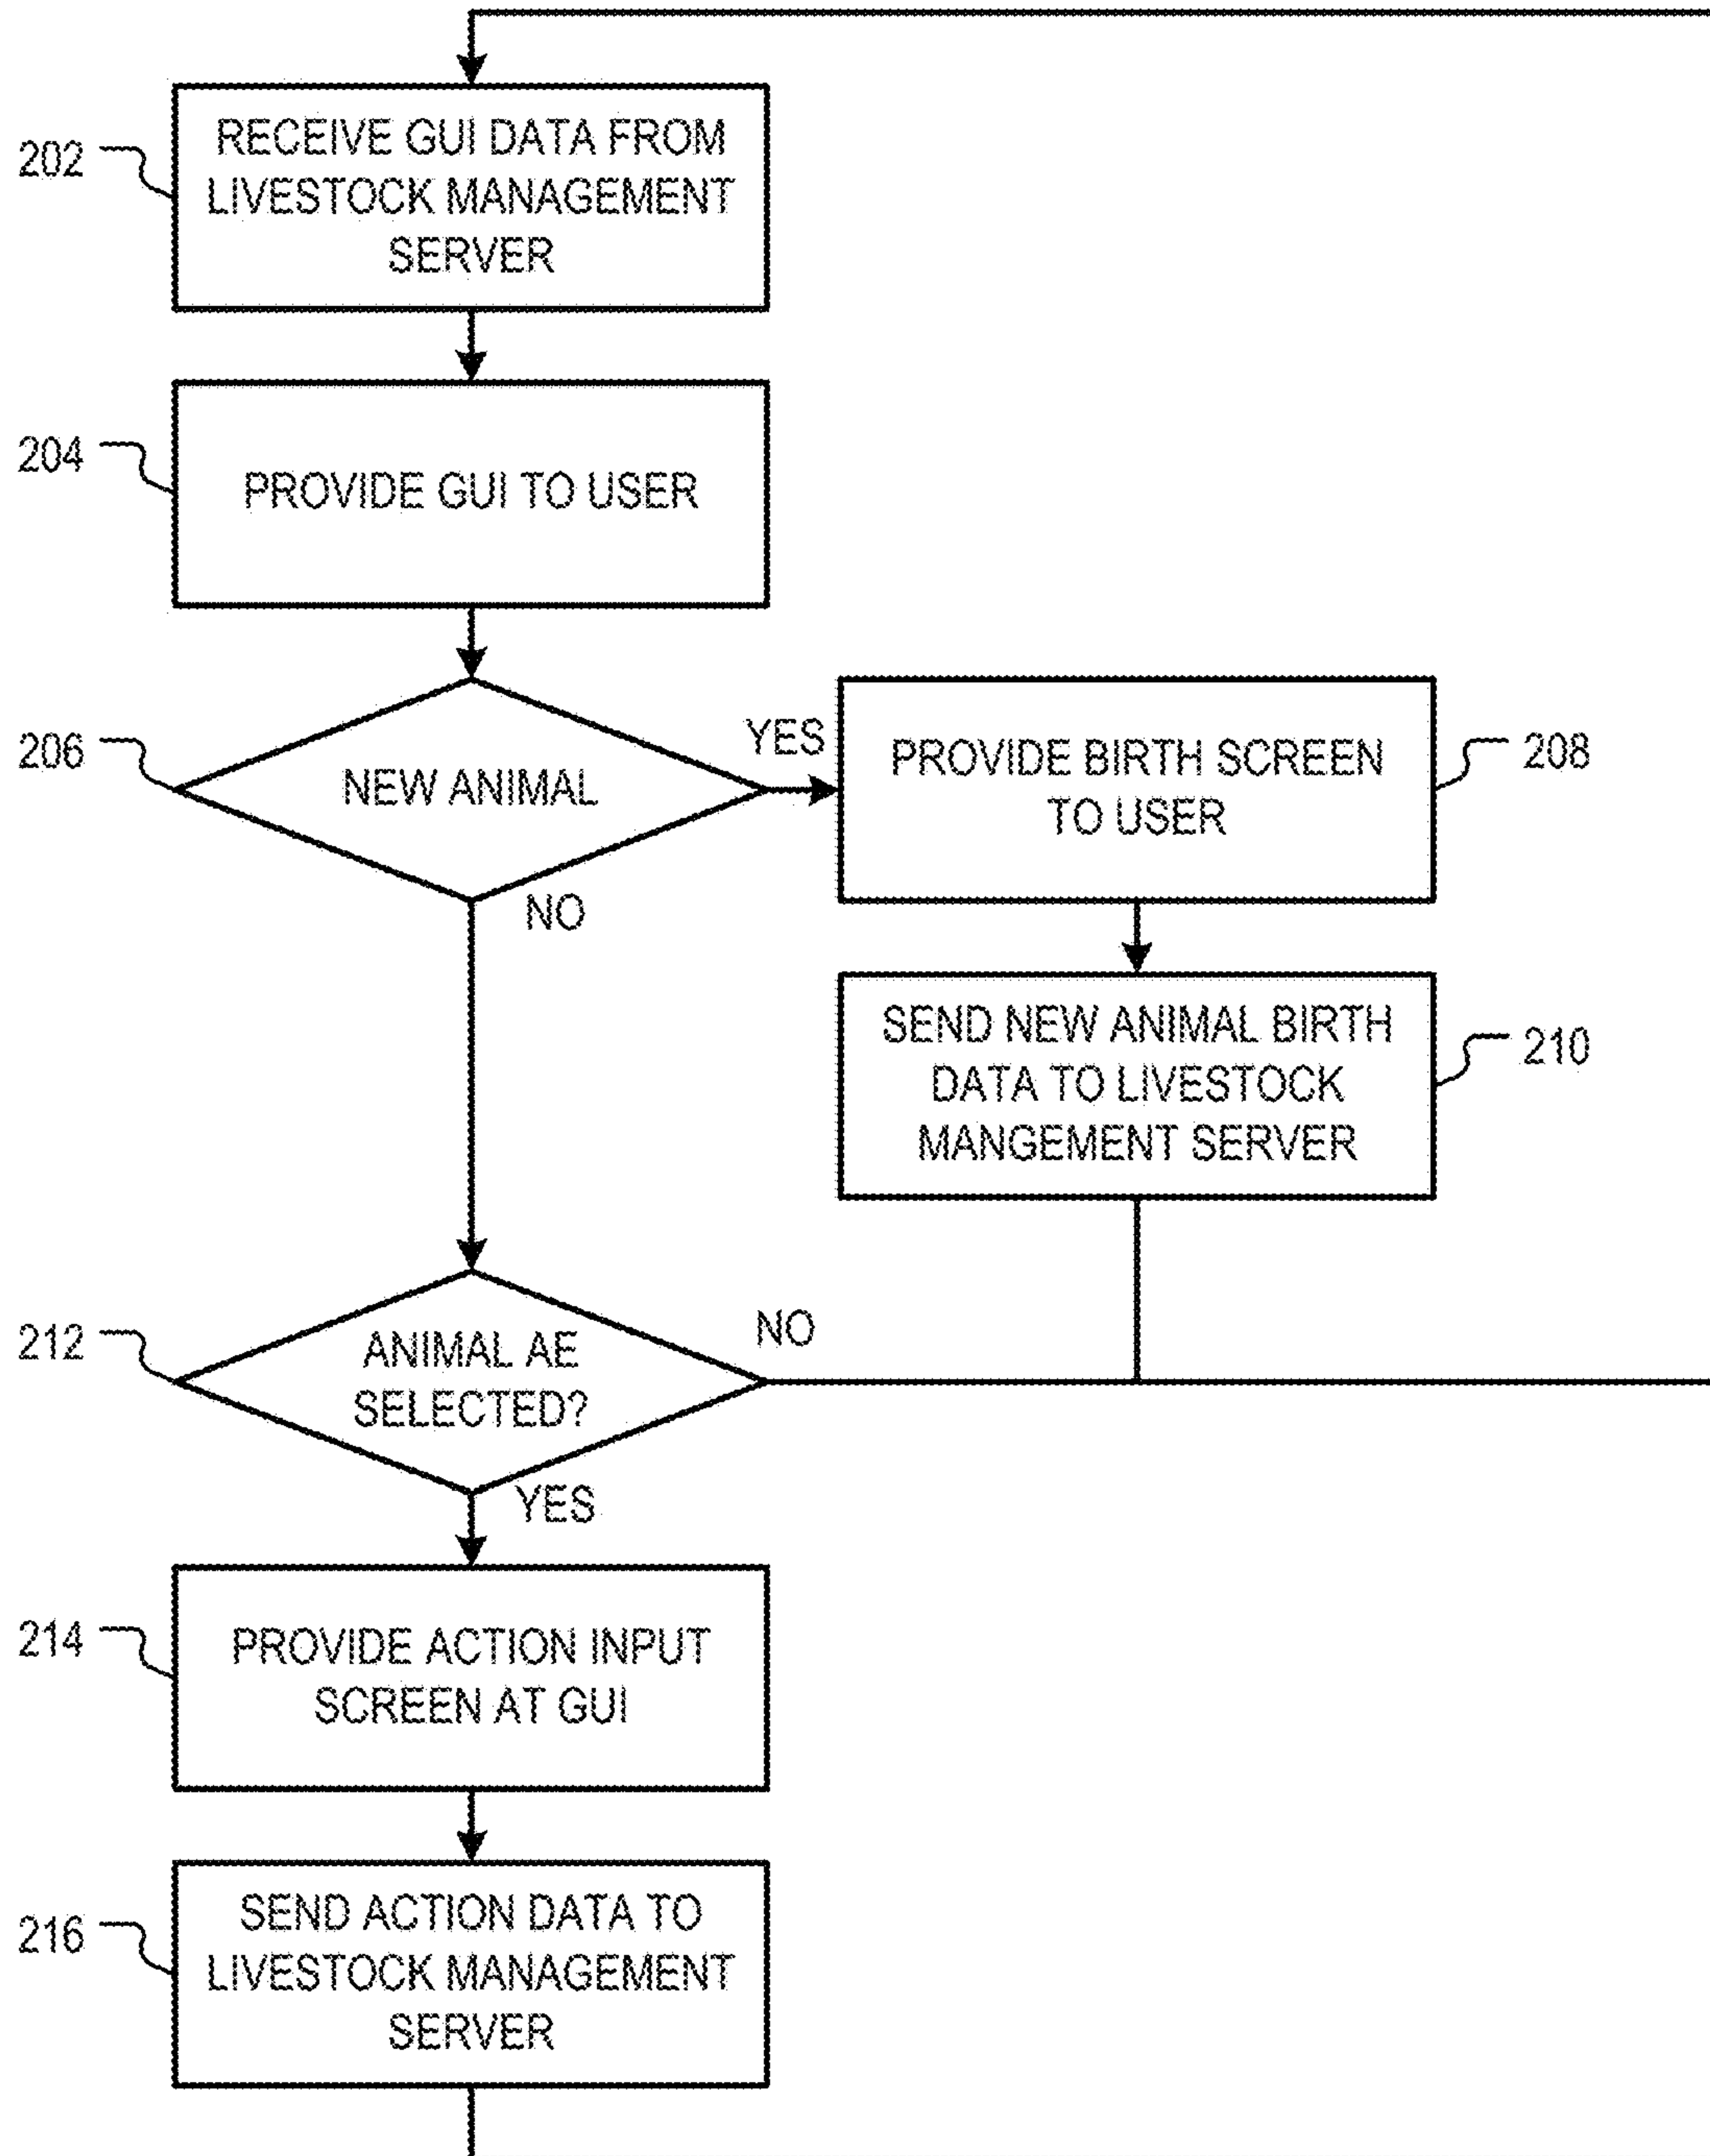 202
RECEIVE GUI DATA FROM
LIVESTOCK MANAGEMENT
SERVER
204
PROVIDE GUI TO USER
206
NEW ANIMAL
YES
NO
PROVIDE BIRTH SCREEN
TO USER
208
SEND NEW ANIMAL BIRTH
DATA TO LIVESTOCK
MANGEMENT SERVER
210
212
ANIMAL AE
SELECTED?
NO
YES
214
PROVIDE ACTION INPUT
SCREEN AT GUI
216
SEND ACTION DATA TO
LIVESTOCK MANAGEMENT
SERVER